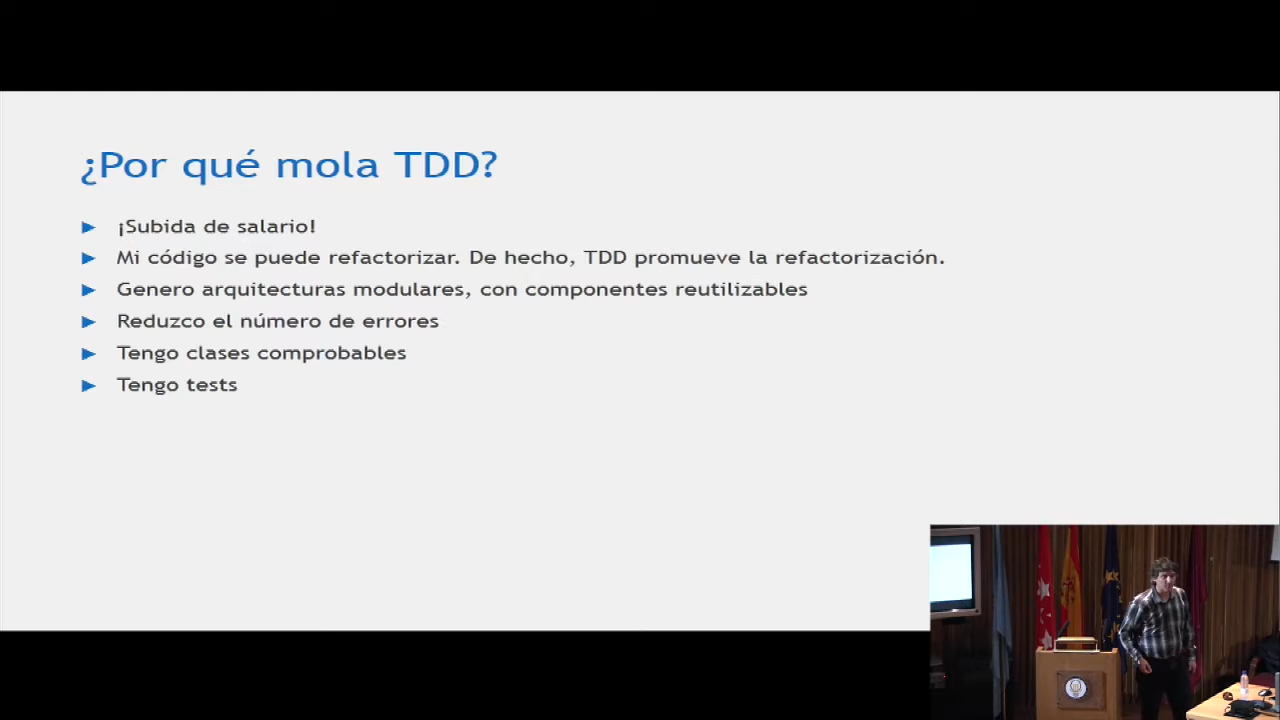 ¿Por qué mola TDD?
¡Subida de salario!
Mi código se puede refactorizar. De hecho, TDD promueve la refactorización.
Genero arquitecturas modulares, con componentes reutilizables
Reduzco el número de errores
Tengo clases comprobables
Tengo tests